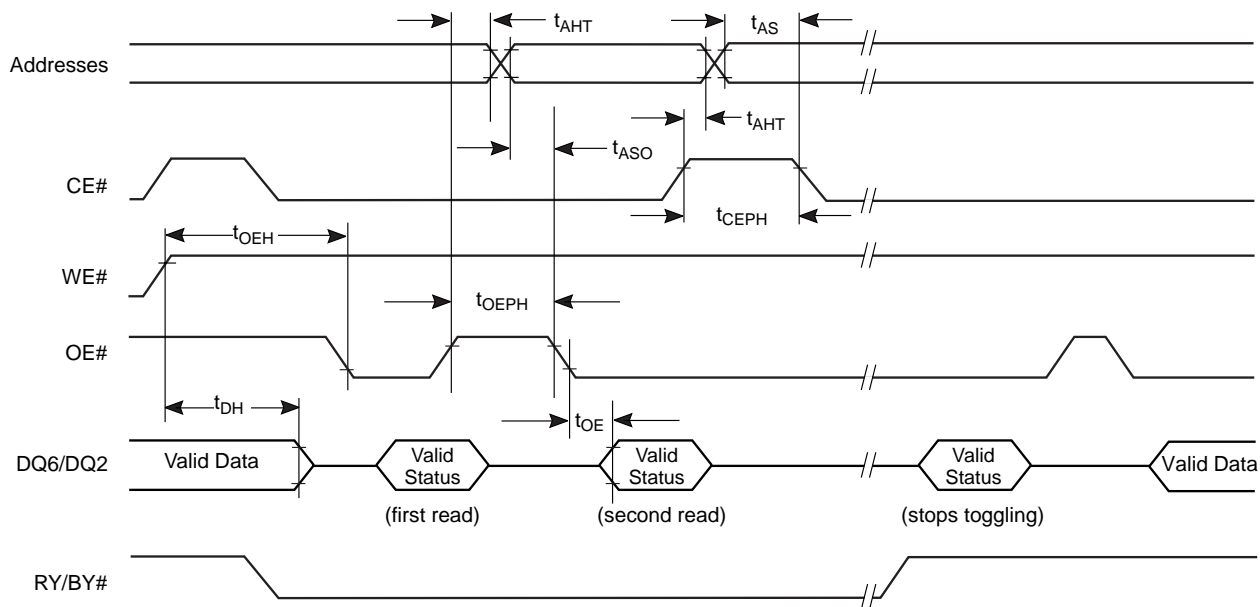 tAHT
tAS
Addresses
tAHT
tASO
CE#
tCEPH
tOEH
WE#
tOEPH
OE#
tDH
tOE
DQ6/DQ2
Valid Data
Valid
Status
Valid
Status
Valid
Status
Valid Data
(first read)
(second read)
(stops toggling)
RY/BY#